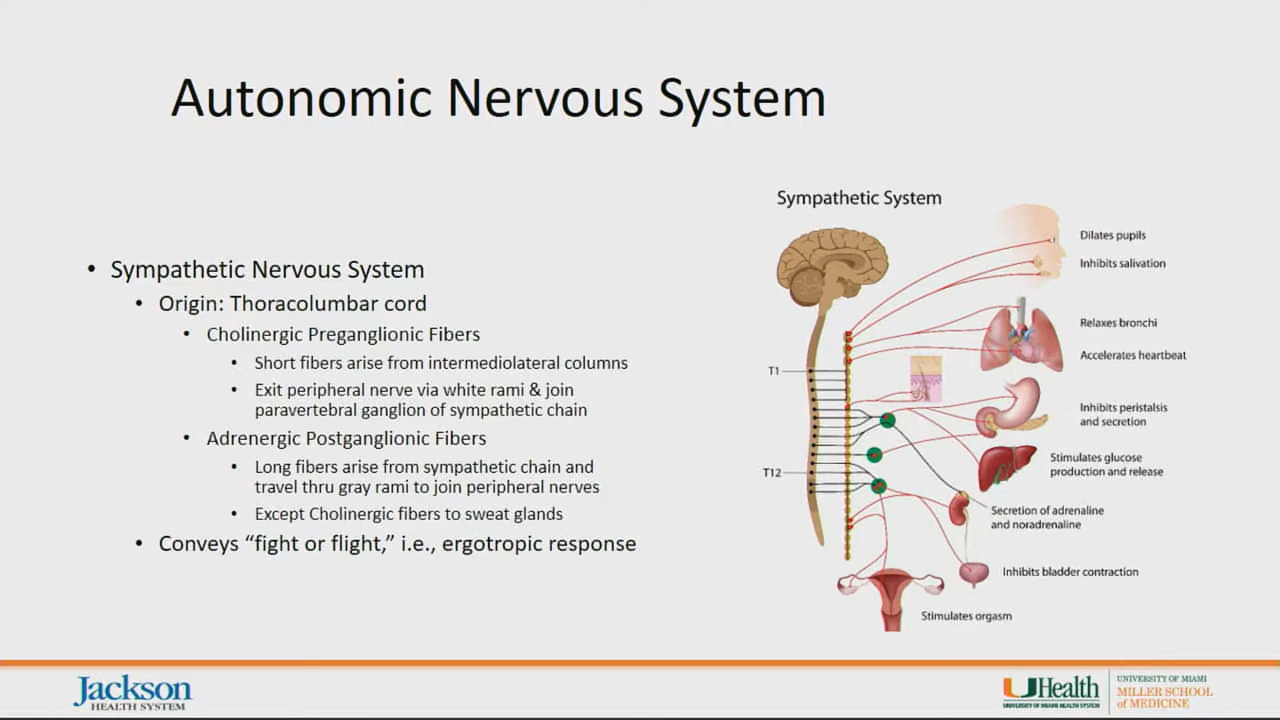 Autonomic Nervous System
• Sympathetic Nervous System
• Origin: Thoracolumbar cord
• Cholinergic Preganglionic Fibers
• Short fibers arise from intermediolateral columns
• Exit peripheral nerve via white rami & join
paravertebral ganglion of sympathetic chain
• Adrenergic Postganglionic Fibers
• Long fibers arise from sympathetic chain and
travel thru gray rami to join peripheral nerves
• Except Cholinergic fibers to sweat glands
• Conveys “fight or flight,” i.e., ergotropic response
Sympathetic System
Dilates pupils
Inhibits salivation
Relaxes bronchi
Accelerates heartbeat
T1
Inhibits peristalsis
and secretion
Stimulates glucose
production and release
T12
Secretion of adrenaline
and noradrenaline
Inhibits bladder contraction
Stimulates orgasm
Jackson
HEALTH SYSTEM
UHealth
UNIVERSITY OF MIAMI HEALTH SYSTEM
UNIVERSITY OF MIAMI
MILLER SCHOOL
of MEDICINE